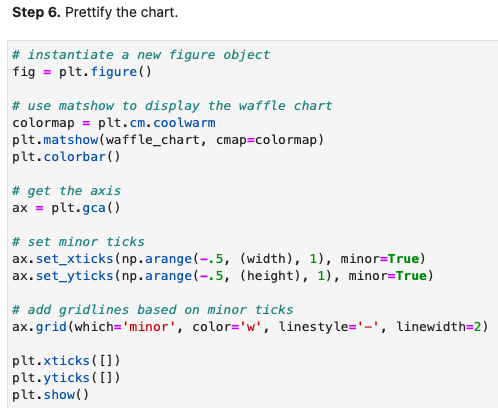 Step 6. Prettify the chart.
# instantiate a new figure object
fig = plt.figure()
# use matshow to display the waffle chart
colormap = plt.cm.coolwarm
plt.matshow(waffle_chart, cmap=colormap)
plt.colorbar()
# get the axis
ax = plt.gca()
# set minor ticks
ax.set_xticks(np.arange(-.5, (width), 1), minor=True)
ax.set_yticks(np.arange(-.5, (height), 1), minor=True)
# add gridlines based on minor ticks
ax.grid(which='minor', color='w', linestyle='-', linewidth=2)
plt.xticks([])
plt.yticks([])
plt.show()